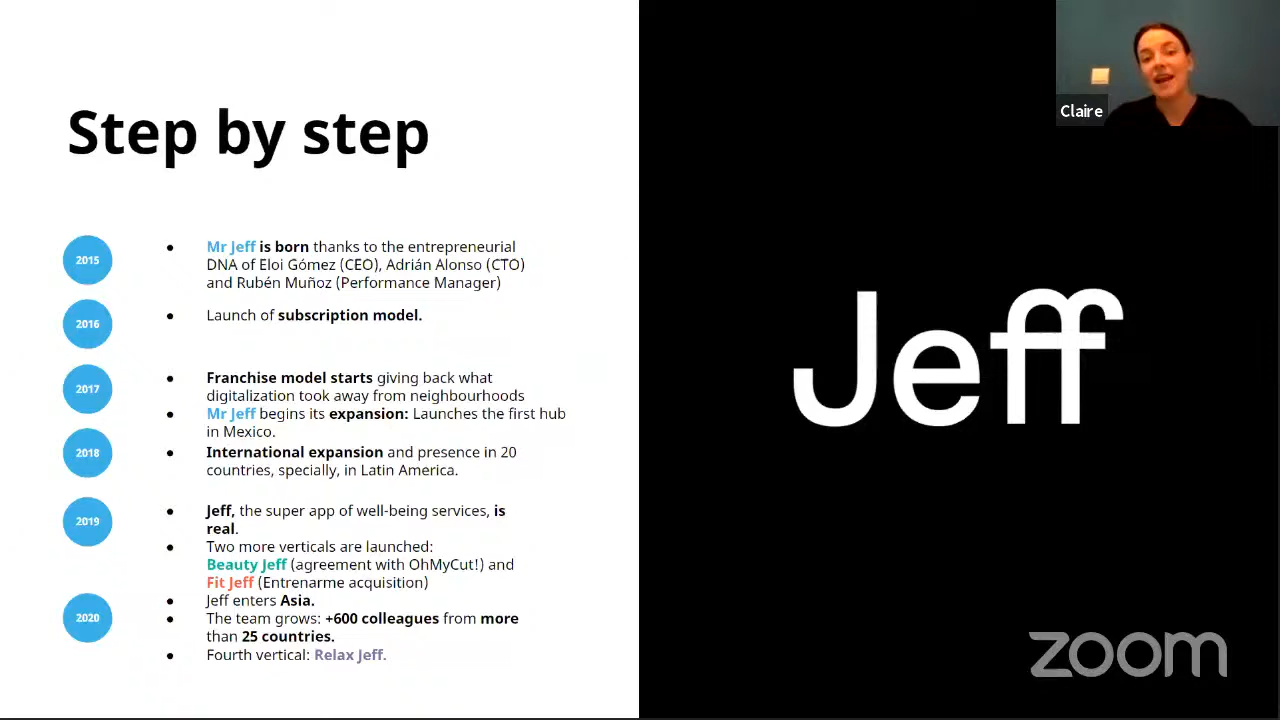 Step by step
2015
● Mr Jeff is born thanks to the entrepreneurial
DNA of Eloi Gómez (CEO), Adrián Alonso (CTO)
and Rubén Muñoz (Performance Manager)
2016
● Launch of subscription model.
2017
● Franchise model starts giving back what
digitalization took away from neighbourhoods
● Mr Jeff begins its expansion: Launches the first hub
in Mexico.
2018
● International expansion and presence in 20
countries, specially, in Latin America.
2019
● Jeff, the super app of well-being services, is
real.
● Two more verticals are launched:
Beauty Jeff (agreement with OhMyCut!) and
Fit Jeff (Entrenarme acquisition)
2020
● Jeff enters Asia.
● The team grows: +600 colleagues from more
than 25 countries.
● Fourth vertical: Relax Jeff.
Jeff
Claire
zoom